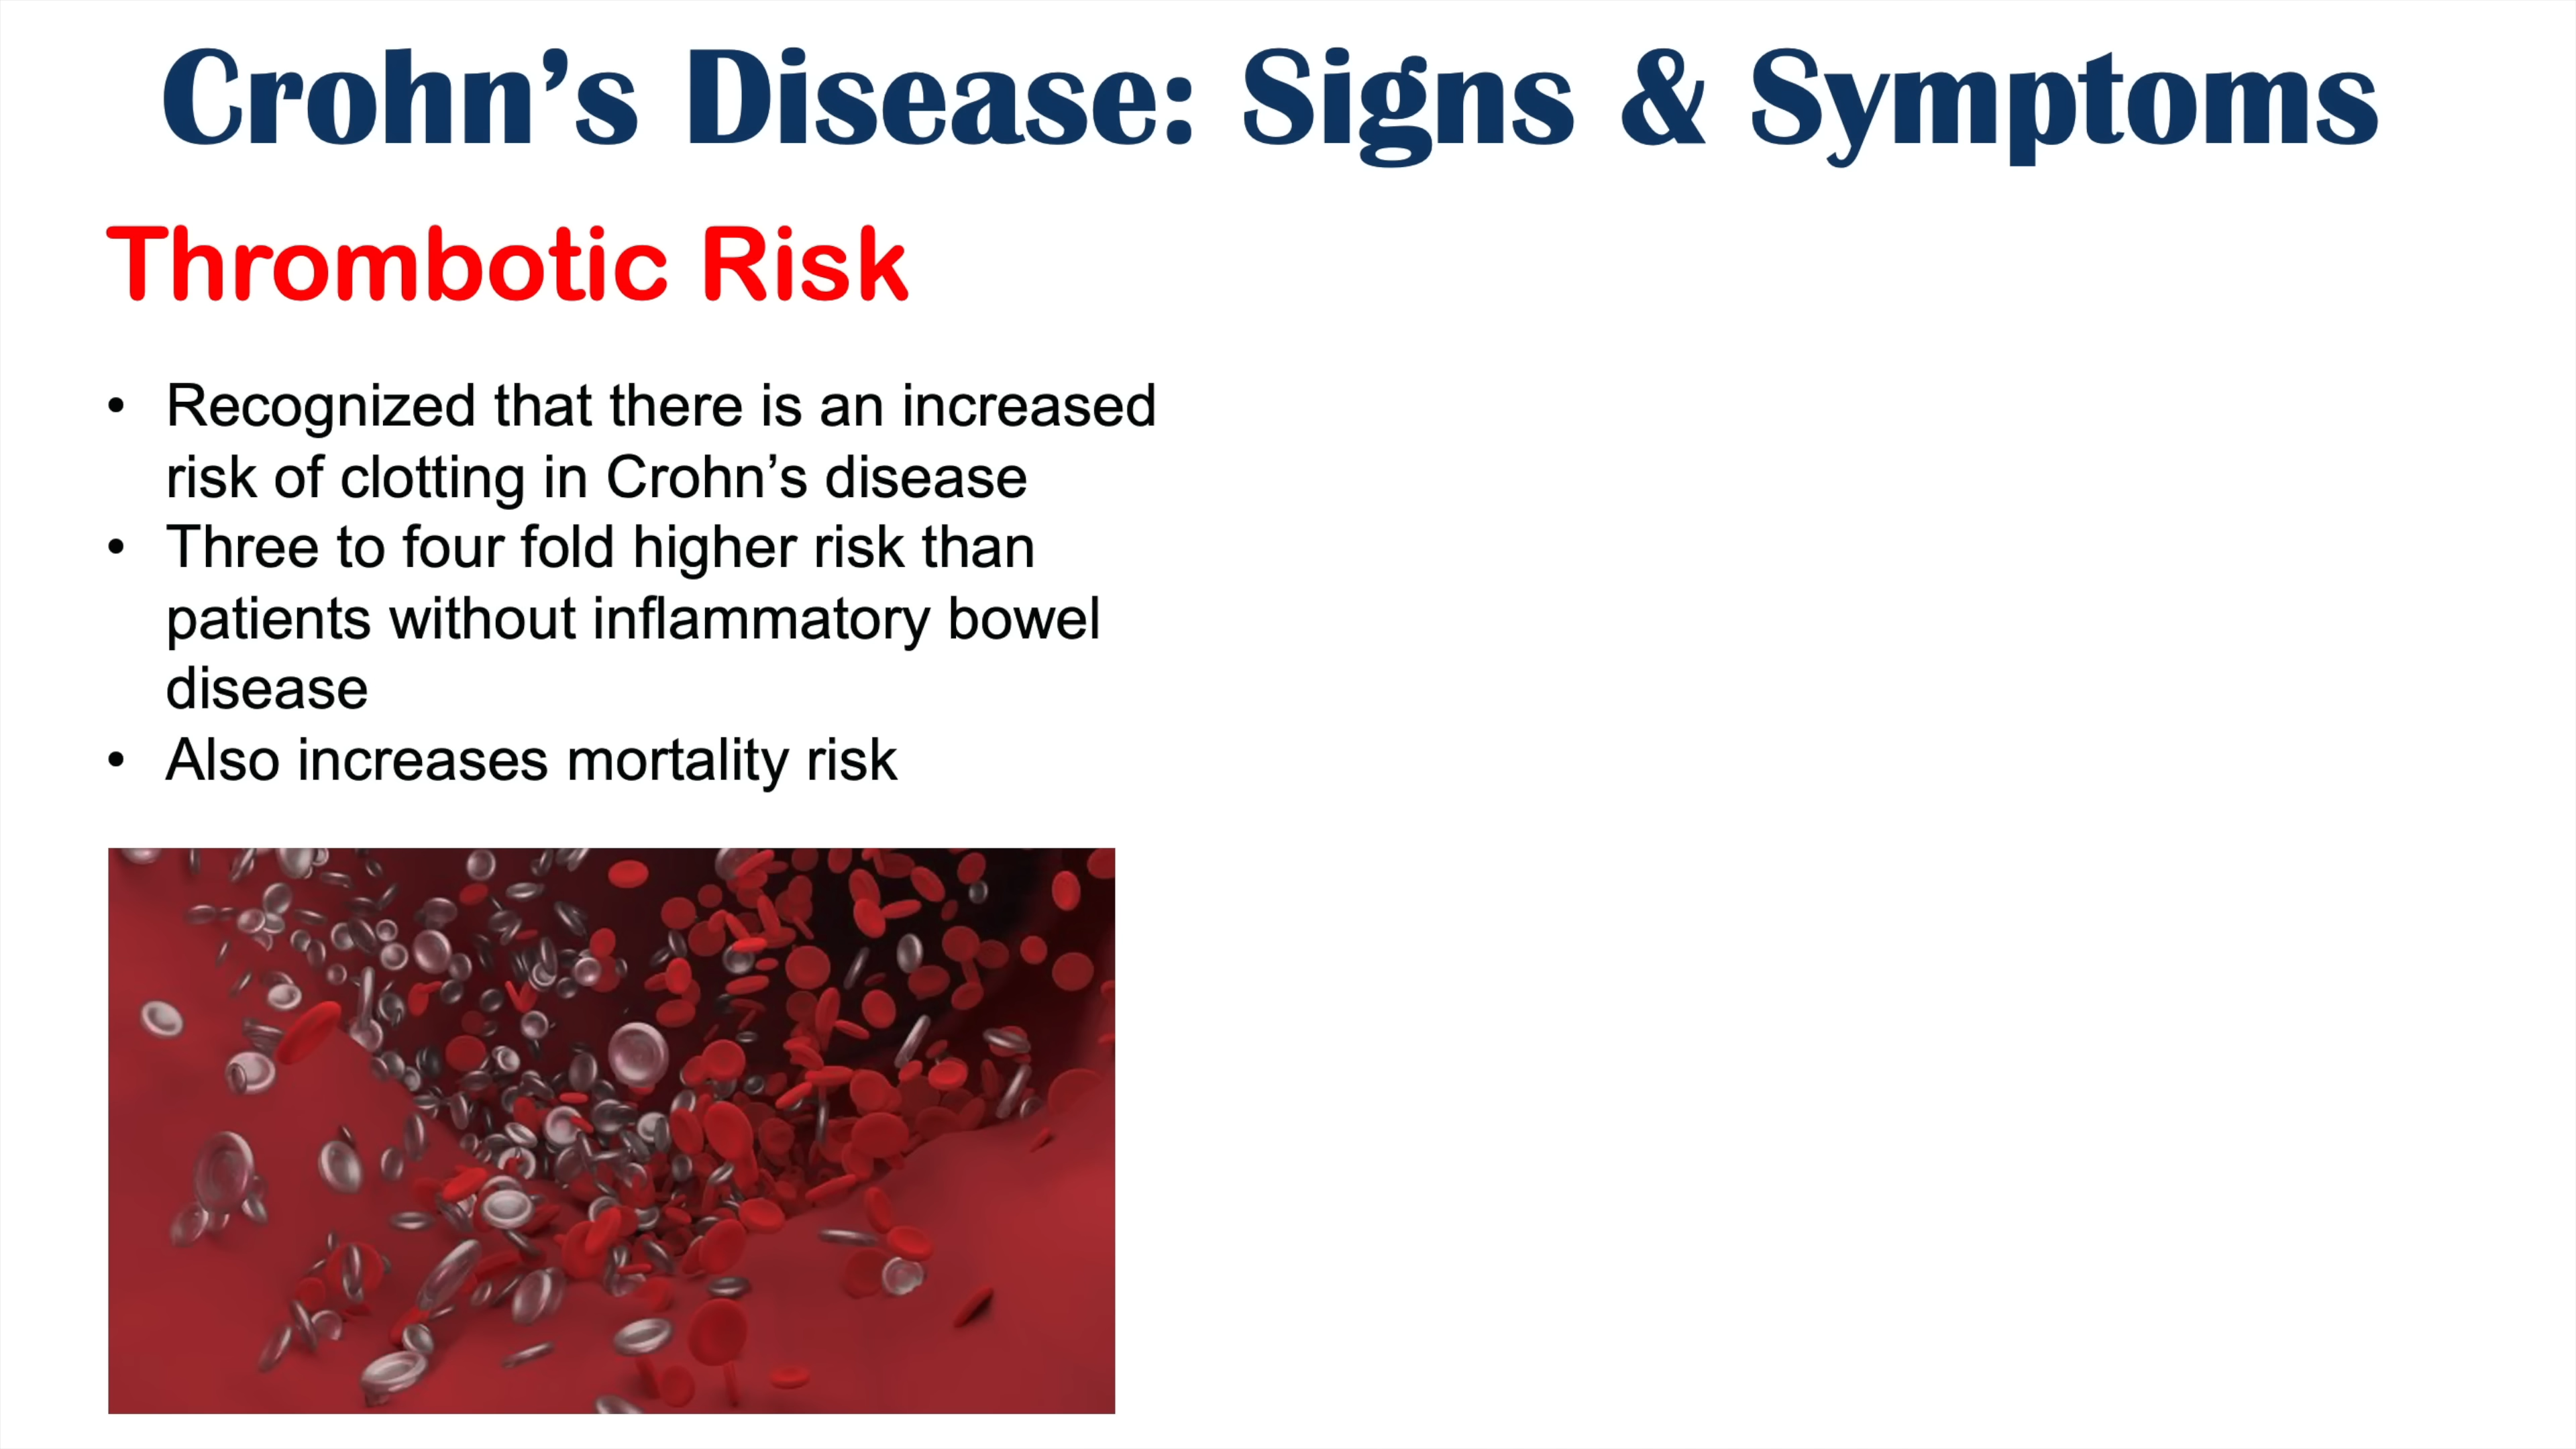 Crohn’s Disease: Signs & Symptoms
Thrombotic Risk
• Recognized that there is an increased
risk of clotting in Crohn’s disease
• Three to four fold higher risk than
patients without inflammatory bowel
disease
• Also increases mortality risk